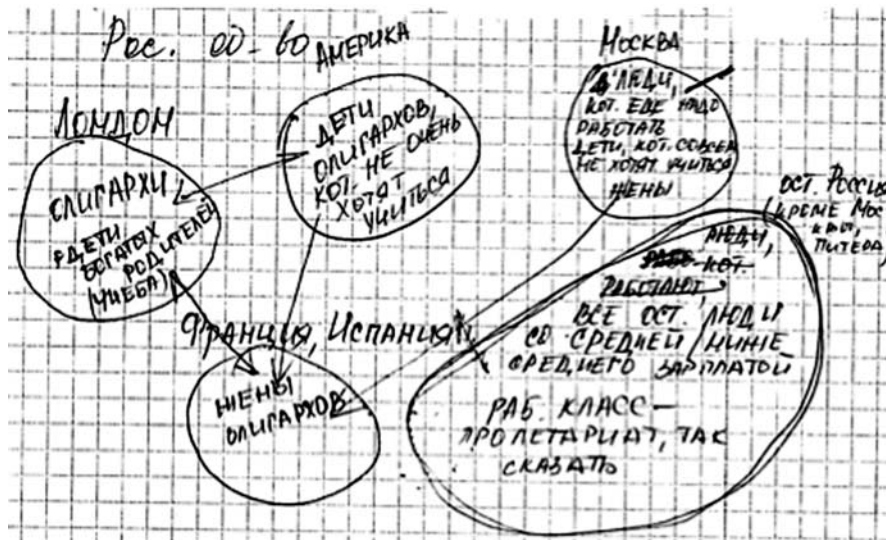 Рос. об-во
АМЕРИКА
ДЕТИ
ОЛИГАРХОВ,
КОТ. НЕ ОЧЕНЬ
ХОТЯТ
УЧИТЬСЯ
МОСКВА
ЛЮДИ,
КОТ. ЕЩЕ НАДО
РАБОТАТЬ
ДЕТИ, КОТ. СОВСЕМ
НЕ ХОТЯТ УЧИТЬСЯ
ЖЕНЫ
ЛОНДОН
ОЛИГАРХИ
ДЕТИ
БОГАТЫХ
РОДИТЕЛЕЙ
(УЧЕБА)
ФРАНЦИЯ, ИСПАНИЯ
ЖЕНЫ
ОЛИГАРХОВ
ОСТ. РОССИЯ
(КРОМЕ МОС
КВЫ,
ПИТЕРА)
ЛЮДИ,
КОТ.
РАБОТАЮТ,
ВСЕ ОСТ. ЛЮДИ
СО СРЕДНЕЙ/НИЖЕ
СРЕДНЕГО ЗАРПЛАТОЙ
РАБ. КЛАСС –
ПРОЛЕТАРИАТ, ТАК
СКАЗАТЬ